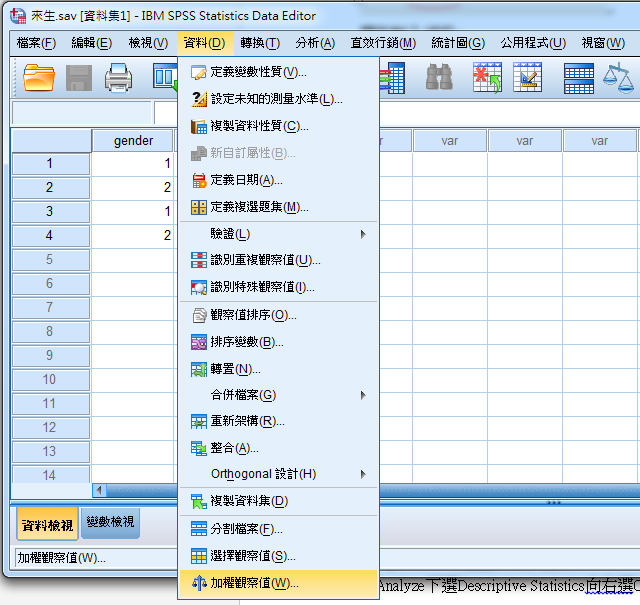 來生.sav [資料集1] - IBM SPSS Statistics Data Editor
檔案(F) 編輯(E) 檢視(V) 資料(D) 轉換(T) 分析(A) 直效行銷(M) 統計圖(G) 公用程式(U) 視窗(W)
定義變數性質(V)...
設定未知的測量水準(L)...
複製資料性質(C)...
新自訂屬性(B)...
定義日期(A)...
定義複選題集(M)...
驗證(L)
識別重複觀察值(U)...
識別特殊觀察值(I)...
觀察值排序(O)...
排序變數(B)...
轉置(N)...
合併檔案(G)
重新架構(R)...
整合(A)...
Orthogonal 設計(H)
複製資料集(D)
分割檔案(F)...
選擇觀察值(S)...
加權觀察值(W)...
gender var var var
1 1
2 2
3 1
4 2
5
6
7
8
9
10
11
12
13
14
資料檢視 變數檢視
加權觀察值(W)...
Analyze下選Descriptive Statistics向右選